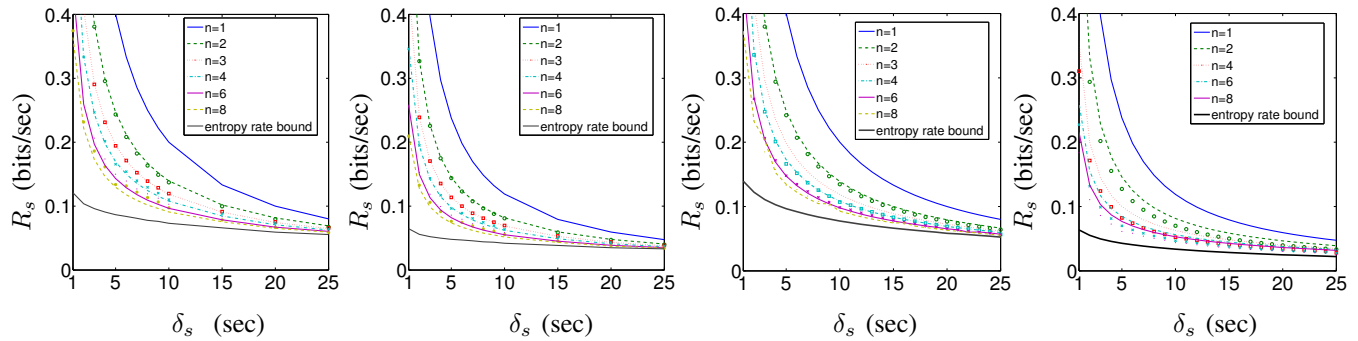 0.4
0.3
0.2
0.1
0
R_s (bits/sec)
n=1
n=2
n=3
n=4
n=6
n=8
entropy rate bound
1 5 10 15 20 25
δ_s (sec)
0.4
0.3
0.2
0.1
0
R_s (bits/sec)
n=1
n=2
n=3
n=4
n=6
n=8
entropy rate bound
1 5 10 15 20 25
δ_s (sec)
0.4
0.3
0.2
0.1
0
R_s (bits/sec)
n=1
n=2
n=3
n=4
n=6
n=8
entropy rate bound
1 5 10 15 20 25
δ_s (sec)
0.4
0.3
0.2
0.1
0
R_s (bits/sec)
n=1
n=2
n=3
n=4
n=6
n=8
entropy rate bound
1 5 10 15 20 25
δ_s (sec)